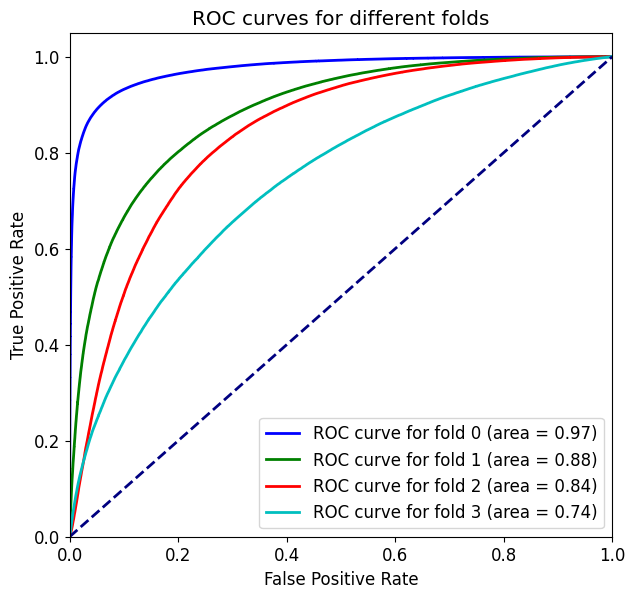 ROC curves for different folds
True Positive Rate
1.0
0.8
0.6
0.4
0.2
0.0
0.0 0.2 0.4 0.6 0.8 1.0
False Positive Rate
ROC curve for fold 0 (area = 0.97)
ROC curve for fold 1 (area = 0.88)
ROC curve for fold 2 (area = 0.84)
ROC curve for fold 3 (area = 0.74)